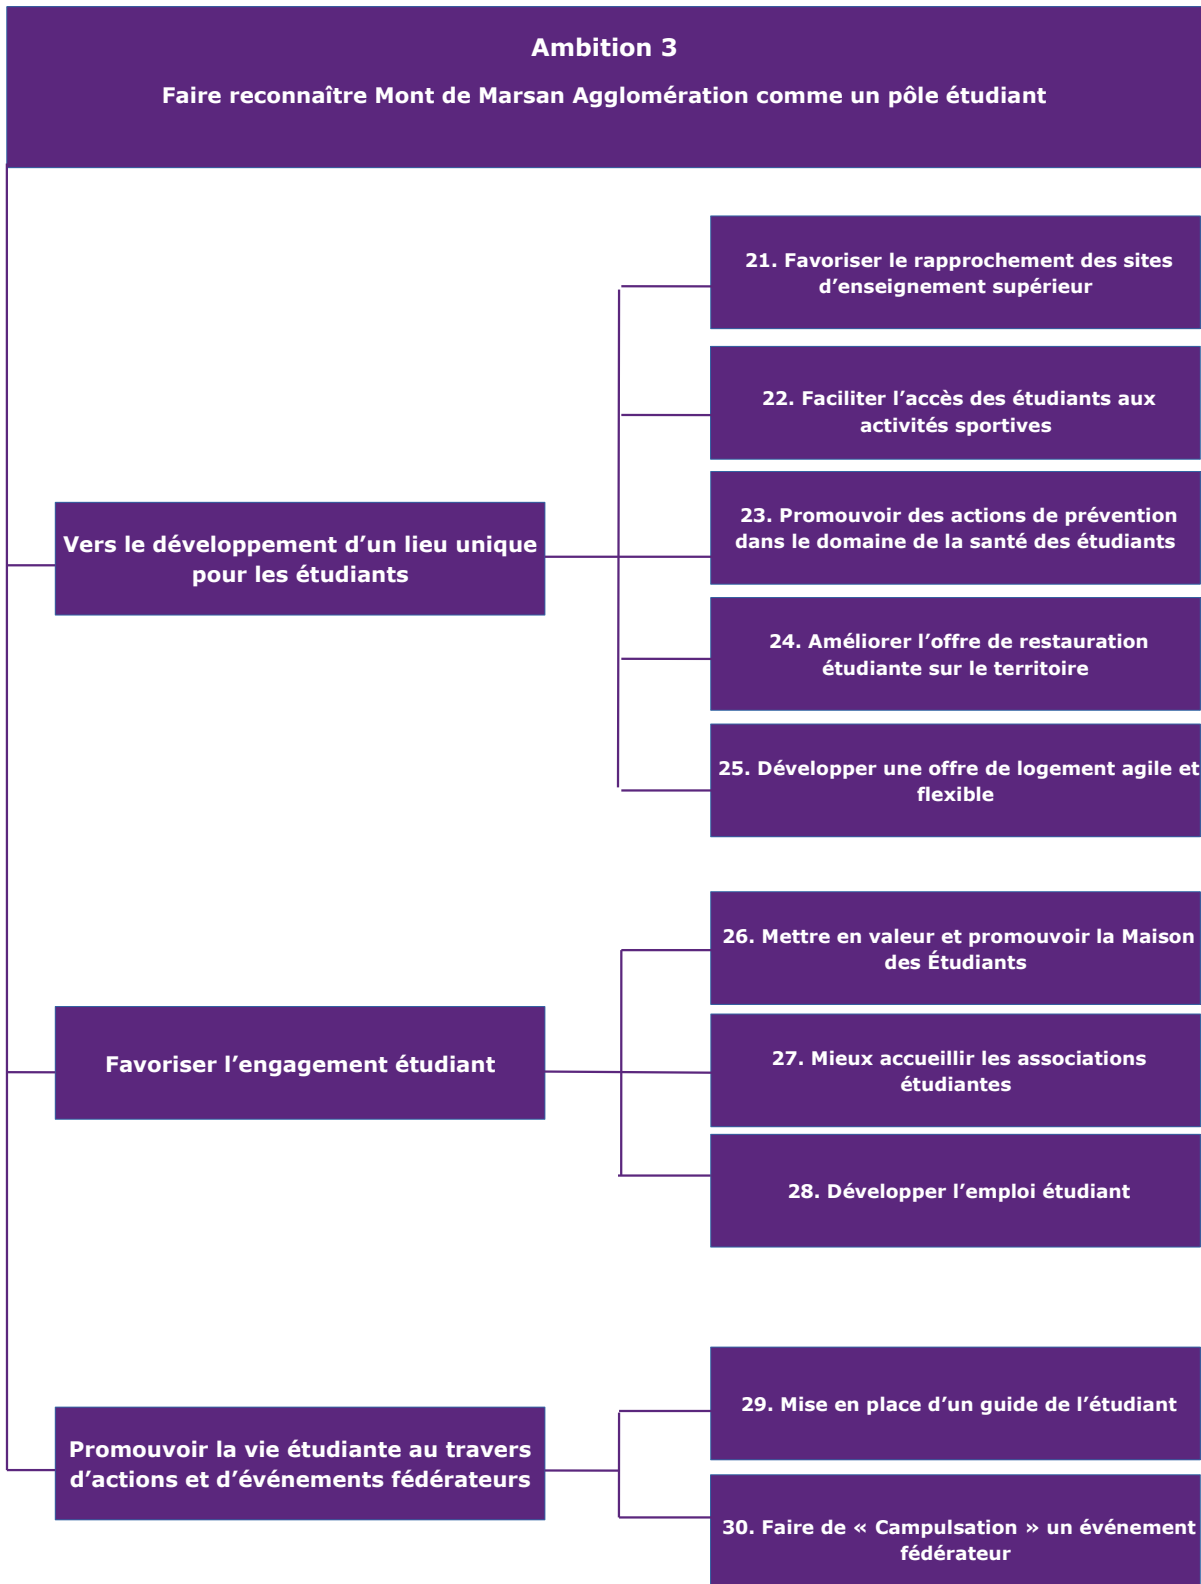 Ambition 3
Faire reconnaître Mont de Marsan Agglomération comme un pôle étudiant
Vers le développement d’un lieu unique
pour les étudiants
21. Favoriser le rapprochement des sites
d’enseignement supérieur
22. Faciliter l’accès des étudiants aux
activités sportives
23. Promouvoir des actions de prévention
dans le domaine de la santé des étudiants
24. Améliorer l’offre de restauration
étudiante sur le territoire
25. Développer une offre de logement agile et
flexible
Favoriser l’engagement étudiant
26. Mettre en valeur et promouvoir la Maison
des Étudiants
27. Mieux accueillir les associations
étudiantes
28. Développer l’emploi étudiant
Promouvoir la vie étudiante au travers
d’actions et d’événements fédérateurs
29. Mise en place d’un guide de l’étudiant
30. Faire de « Campulsation » un événement
fédérateur